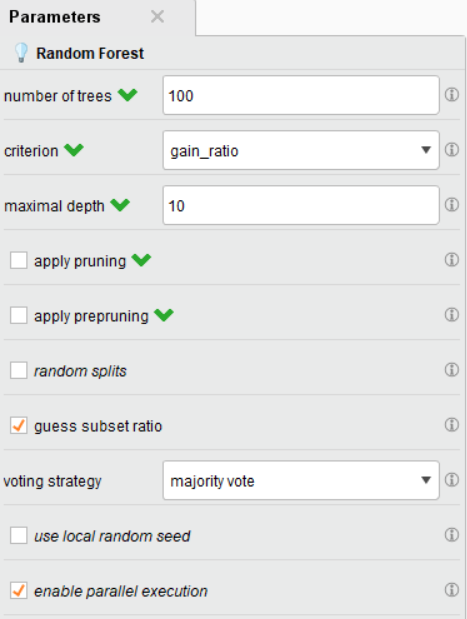 Parameters
Random Forest
number of trees 100
criterion gain_ratio
maximal depth 10
apply pruning
apply prepruning
random splits
guess subset ratio
voting strategy majority vote
use local random seed
enable parallel execution